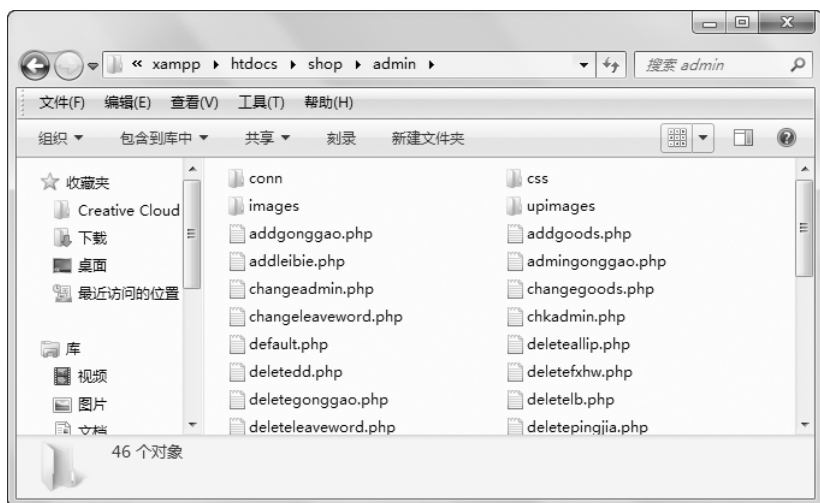 « xampp ▸ htdocs ▸ shop ▸ admin ▸
搜索 admin
文件(F) 编辑(E) 查看(V) 工具(T) 帮助(H)
组织 ▼ 包含到库中 ▼ 共享 ▼ 刻录 新建文件夹
收藏夹
Creative Cloud
下载
桌面
最近访问的位置
库
视频
图片
文档
conn css
images upimages
addgonggao.php addgoods.php
addleibie.php admingonggao.php
changeadmin.php changegoods.php
changeleaveword.php chkadmin.php
default.php deleteallip.php
deletedd.php deletefxhw.php
deletegonggao.php deletelb.php
deleteleaveword.php deletepingjia.php
46 个对象